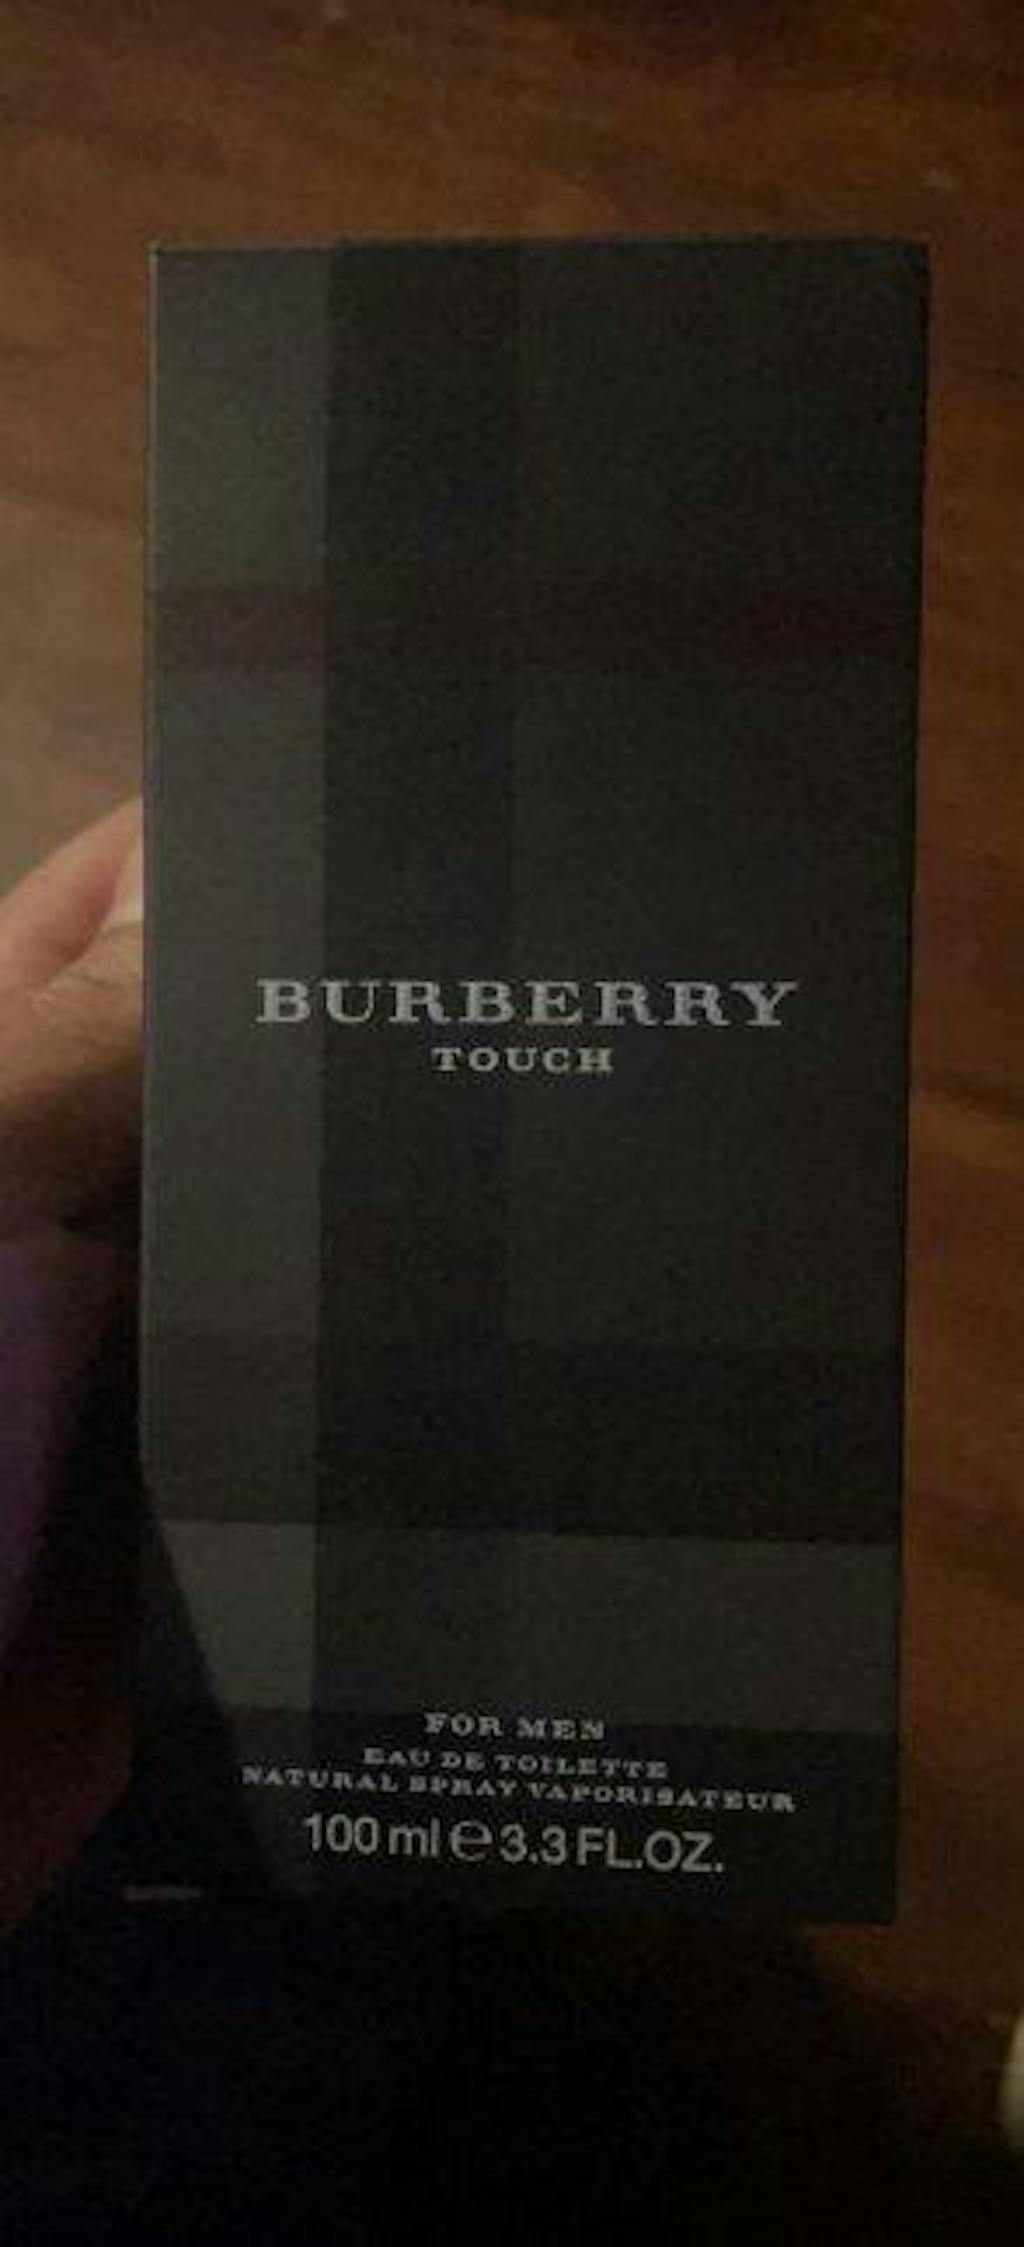 BURBERRY
TOUCH
FOR MEN
EAU DE TOILETTE
NATURAL SPRAY VAPORISATEUR
100 ml e 3.3 FL.OZ.